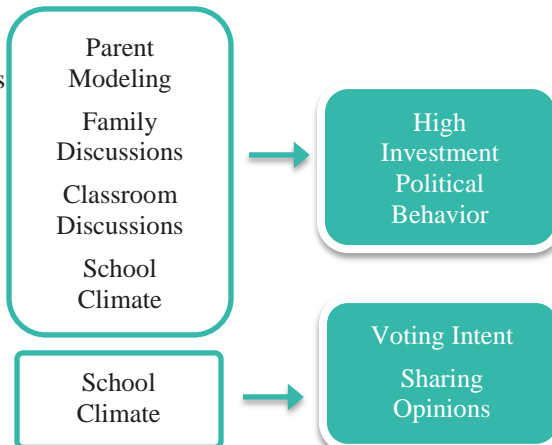 Parent
Modeling
Family
Discussions
Classroom
Discussions
School
Climate
High
Investment
Political
Behavior
School
Climate
Voting Intent
Sharing
Opinions